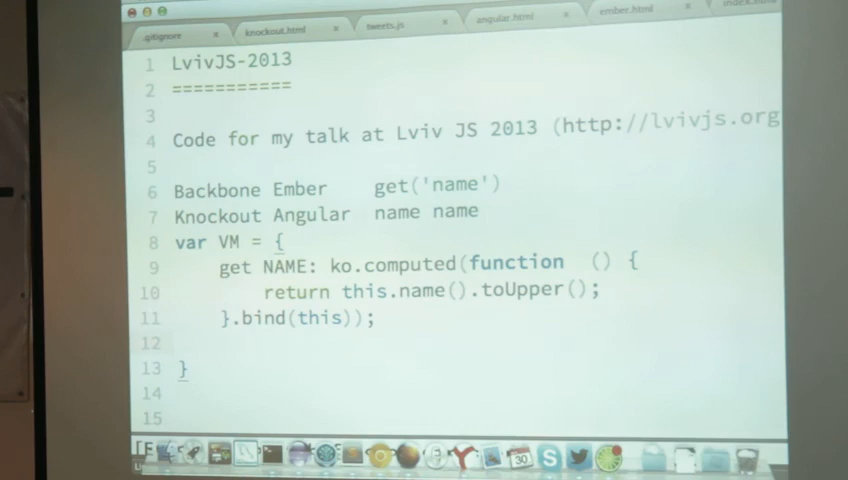 .gitignore
knockout.html
tweets.js
angular.html
ember.html
index.html
1 LvivJS-2013
2 ===========
3
4 Code for my talk at Lviv JS 2013 (http://lvivjs.org
5
6 Backbone Ember get('name')
7 Knockout Angular name name
8 var VM = {
9 get NAME: ko.computed(function () {
10 return this.name().toUpper();
11 }.bind(this));
12
13 }
14
15
30